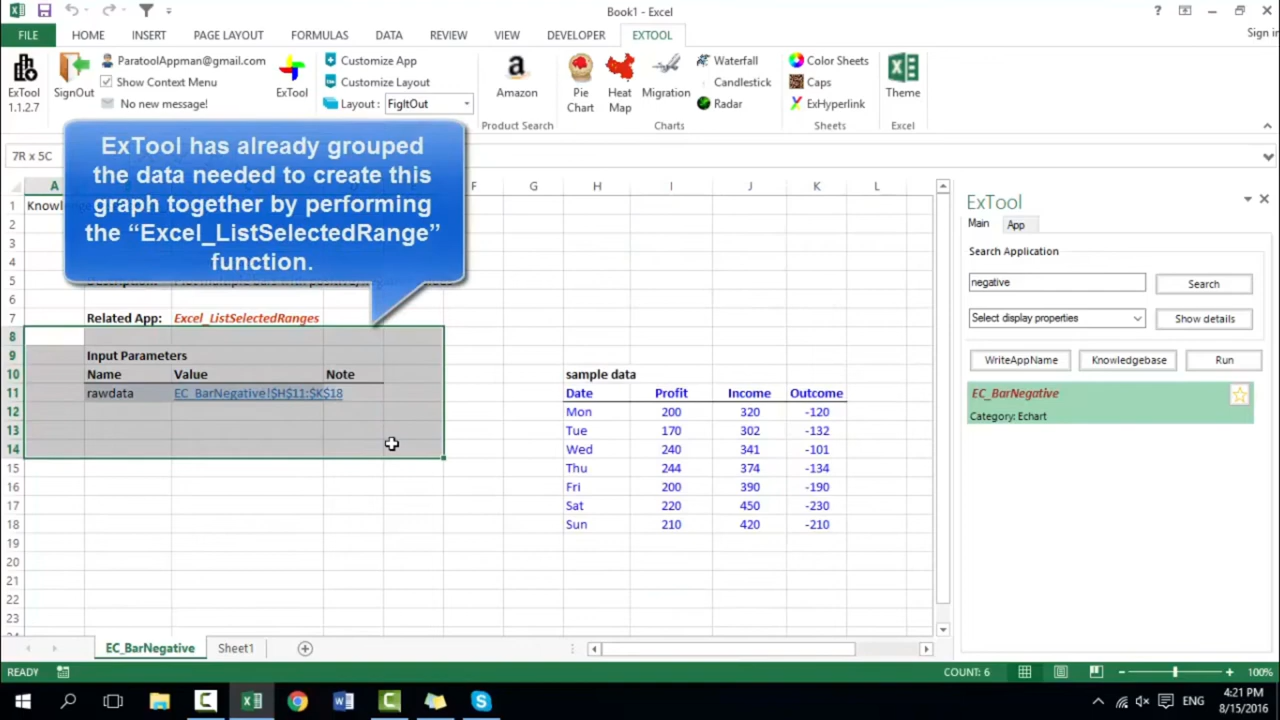 Book1 - Excel
?
FILE HOME INSERT PAGE LAYOUT FORMULAS DATA REVIEW VIEW DEVELOPER EXTOOL Sign in
ExTool
1.1.2.7
SignOut
ParatoolAppman@gmail.com
Show Context Menu
No new message!
ExTool
Customize App
Customize Layout
Layout : FigItOut
Amazon
Product Search
Pie
Chart
Heat
Map
Migration
Waterfall
Candlestick
Radar
Charts
Color Sheets
Caps
ExHyperlink
Sheets
Theme
Excel
7R x 5C
ExTool has already grouped
the data needed to create this
graph together by performing
the “Excel_ListSelectedRange”
function.
A F G H I J K L
1 Knowl
2
3
4
5
6
7 Related App: Excel_ListSelectedRanges
8
9 Input Parameters
10 Name Value Note sample data
11 rawdata EC_BarNegative!$H$11:$K$18 Date Profit Income Outcome
12 Mon 200 320 -120
13 Tue 170 302 -132
14 Wed 240 341 -101
15 Thu 244 374 -134
16 Fri 200 390 -190
17 Sat 220 450 -230
18 Sun 210 420 -210
19
20
21
22
23
ExTool
Main App
Search Application
negative Search
Select display properties Show details
WriteAppName Knowledgebase Run
EC_BarNegative
Category: Echart
EC_BarNegative Sheet1
READY COUNT: 6 100%
ENG
4:21 PM
8/15/2016